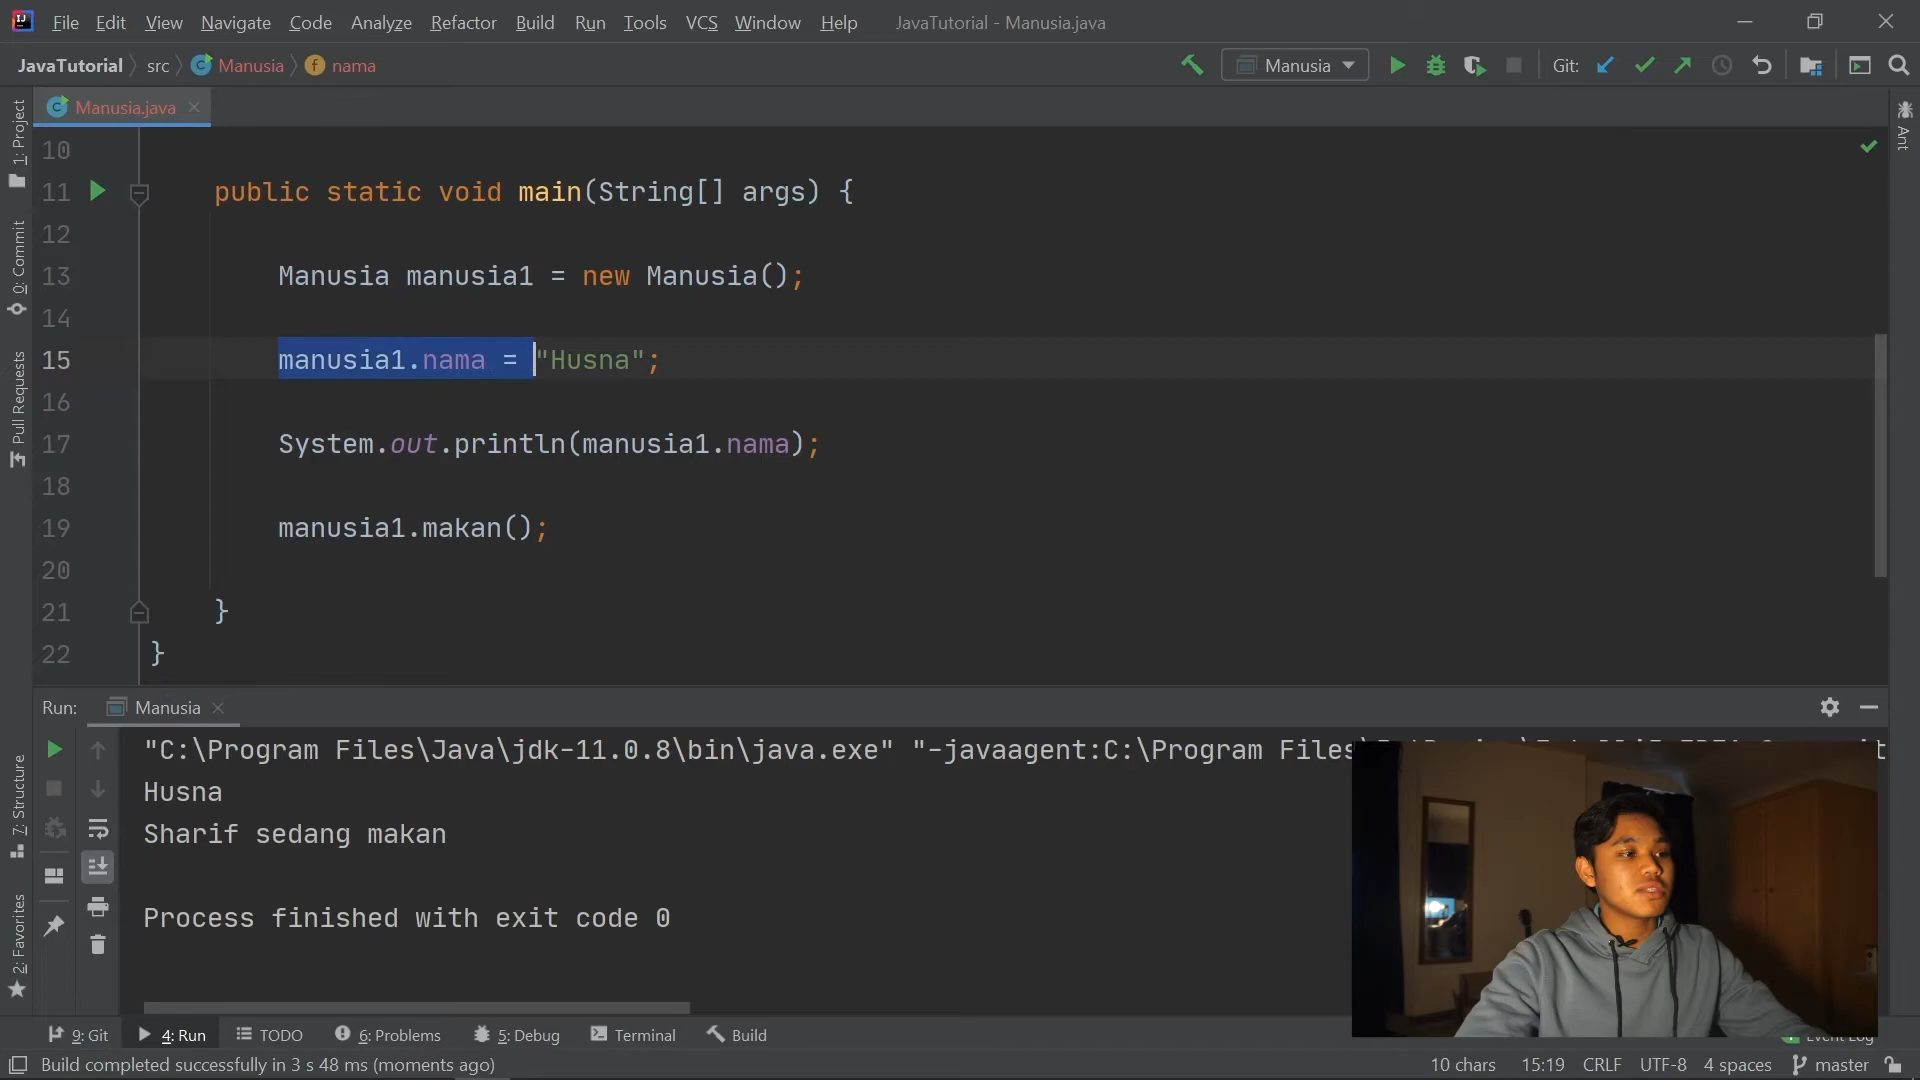 File Edit View Navigate Code Analyze Refactor Build Run Tools VCS Window Help JavaTutorial - Manusia.java
JavaTutorial src Manusia nama Manusia Git:
Manusia.java
1: Project
0: Commit
Pull Requests
7: Structure
2: Favorites
Ant
10
11 public static void main(String[] args) {
12
13 Manusia manusia1 = new Manusia();
14
15 manusia1.nama = "Husna";
16
17 System.out.println(manusia1.nama);
18
19 manusia1.makan();
20
21 }
22 }
Run: Manusia
"C:\Program Files\Java\jdk-11.0.8\bin\java.exe" "-javaagent:C:\Program Files
Husna
Sharif sedang makan
Process finished with exit code 0
9: Git 4: Run TODO 6: Problems 5: Debug Terminal Build Event Log
Build completed successfully in 3 s 48 ms (moments ago) 10 chars 15:19 CRLF UTF-8 4 spaces master